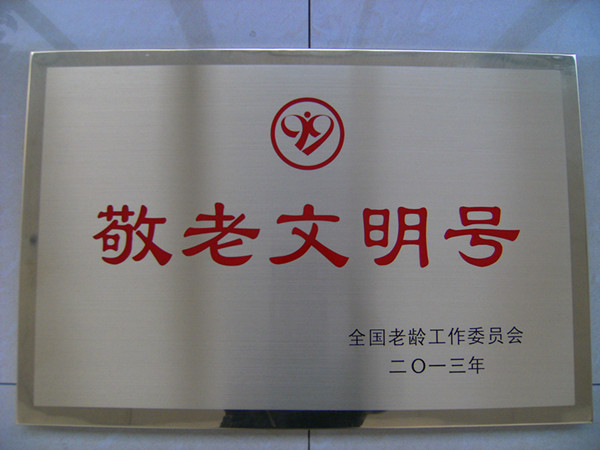 敬老文明号
全国老龄工作委员会
二〇一三年